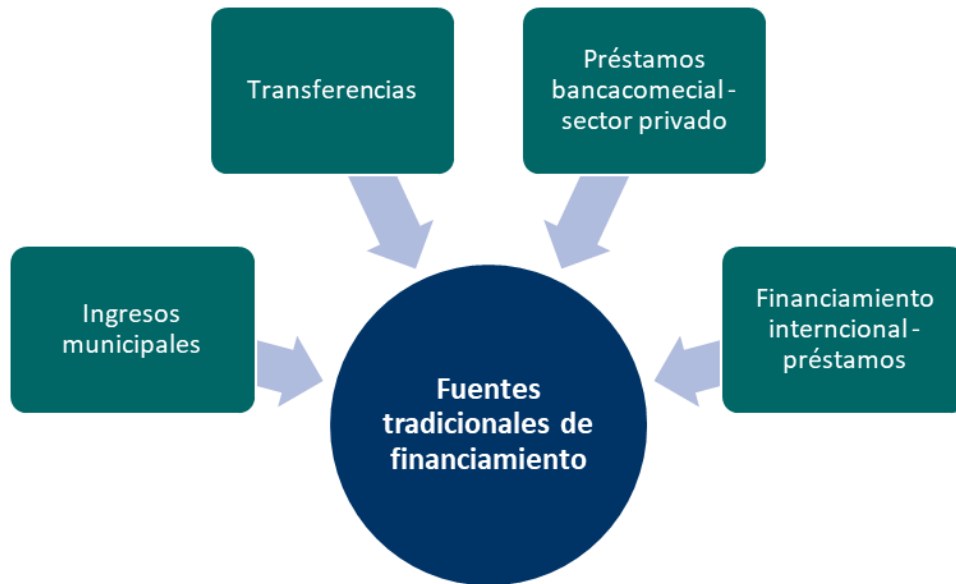 Transferencias
Préstamos
bancacomecial -
sector privado
Ingresos
municipales
Financiamiento
interncional -
préstamos
Fuentes
tradicionales de
financiamiento